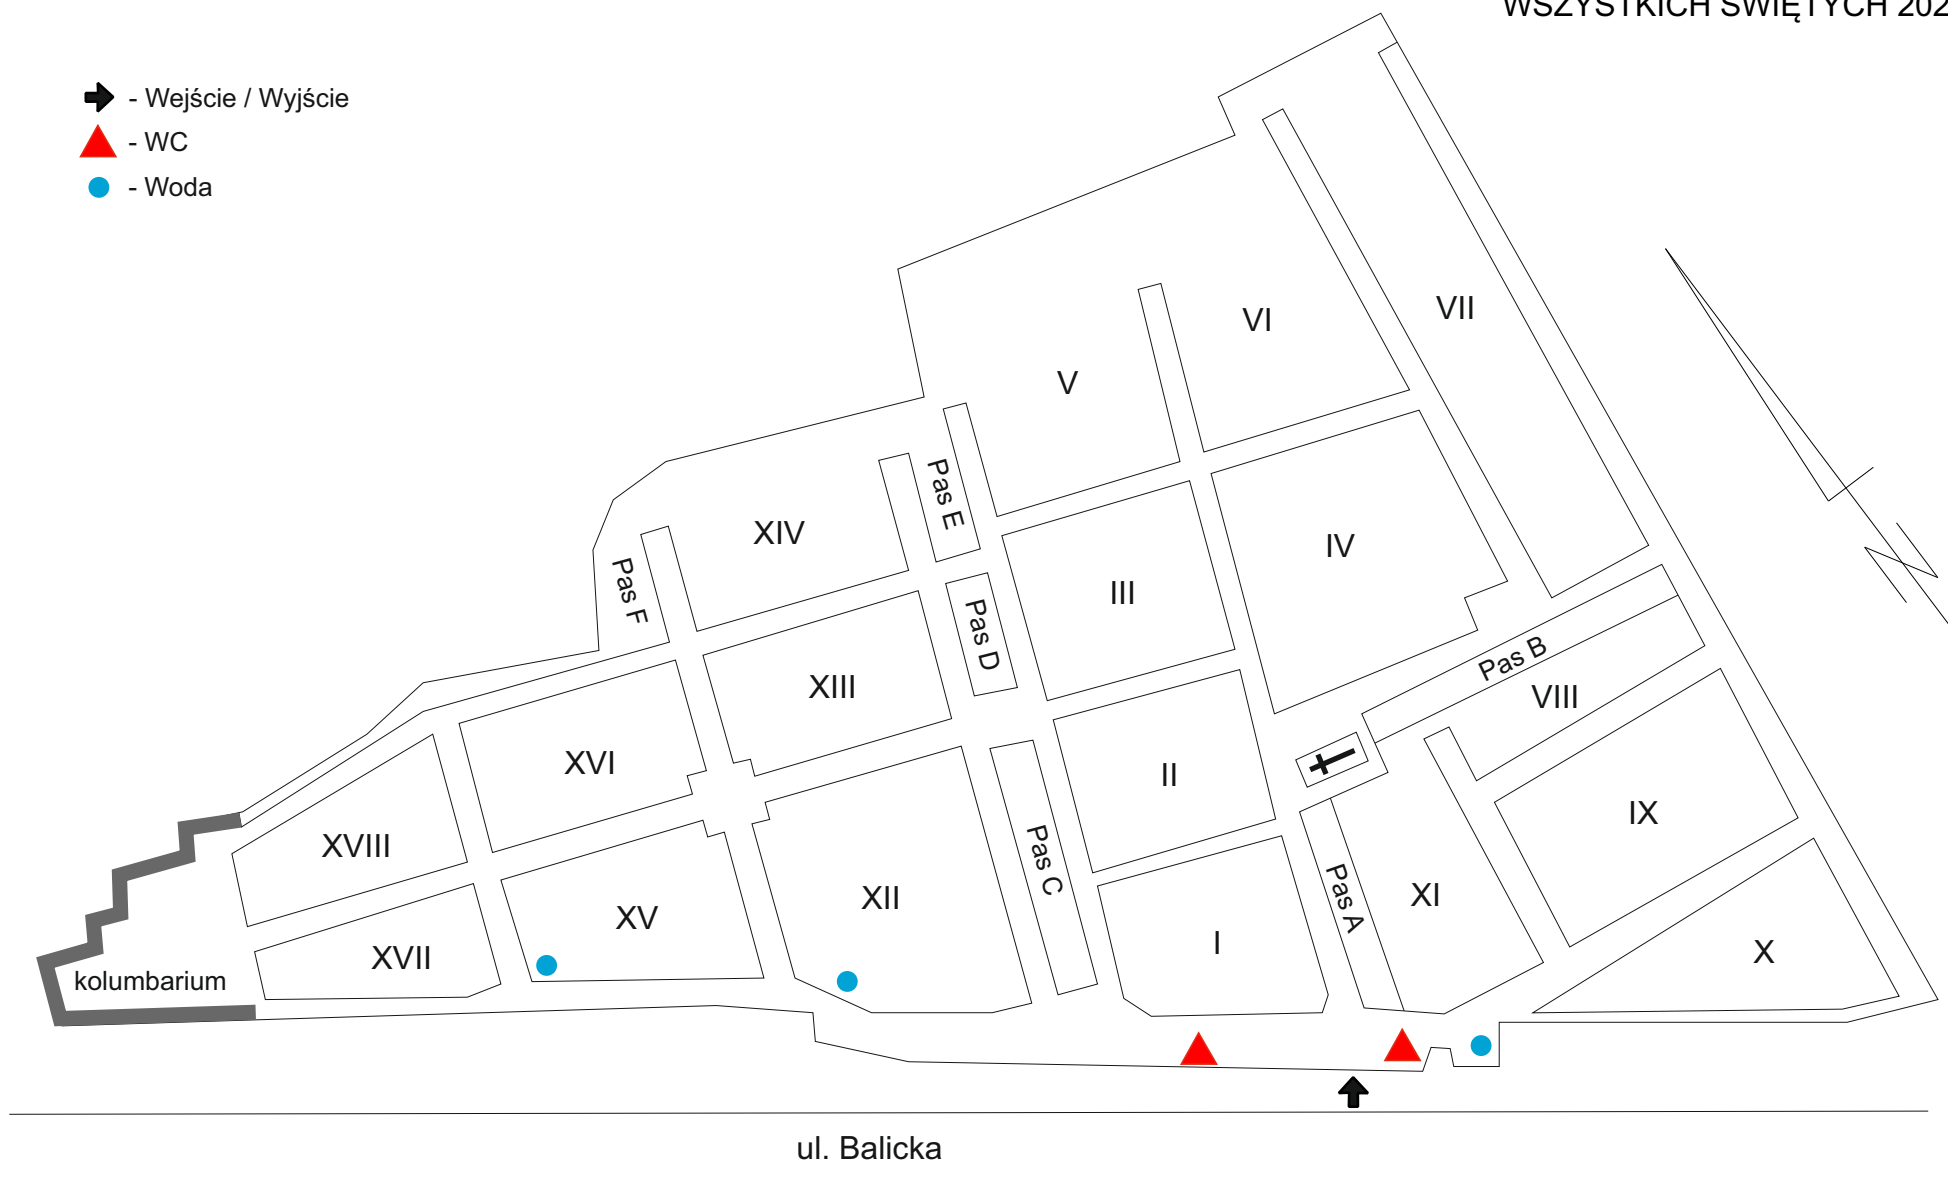 WSZYSTKICH ŚWIĘTYCH 202
- Wejście / Wyjście
- WC
- Woda
VII
VI
V
Pas E
XIV
IV
Pas F
III
Pas D
Pas B
XIII
VIII
XVI
II
IX
XVIII
Pas C
XII
Pas A
XI
XV
I
X
XVII
kolumbarium
ul. Balicka